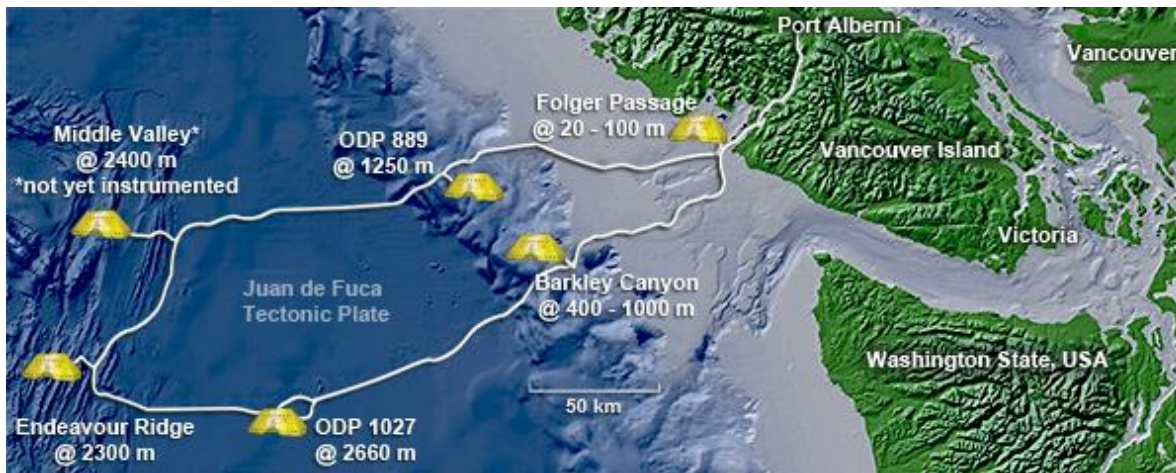 Port Alberni
Vancouver
Folger Passage
@ 20 - 100 m
ODP 889
@ 1250 m
Middle Valley*
@ 2400 m
*not yet instrumented
Vancouver Island
Victoria
Juan de Fuca
Tectonic Plate
Barkley Canyon
@ 400 - 1000 m
Washington State, USA
50 km
Endeavour Ridge
@ 2300 m
ODP 1027
@ 2660 m